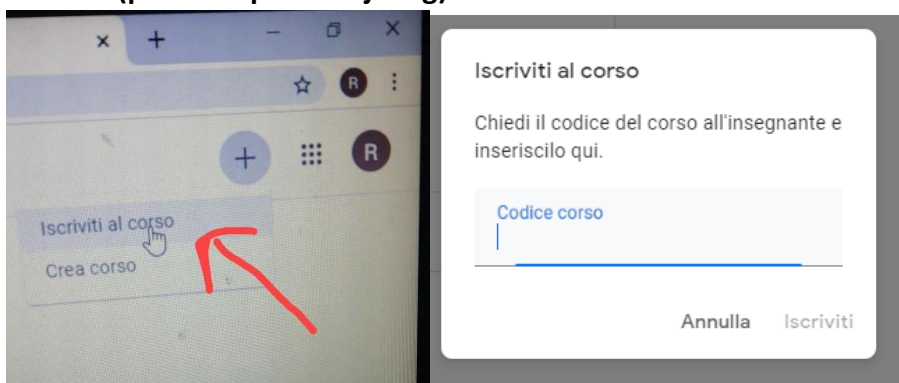 R
R
Iscriviti al corso
Crea corso
Iscriviti al corso
Chiedi il codice del corso all'insegnante e
inseriscilo qui.
Codice corso
Annulla Iscriviti